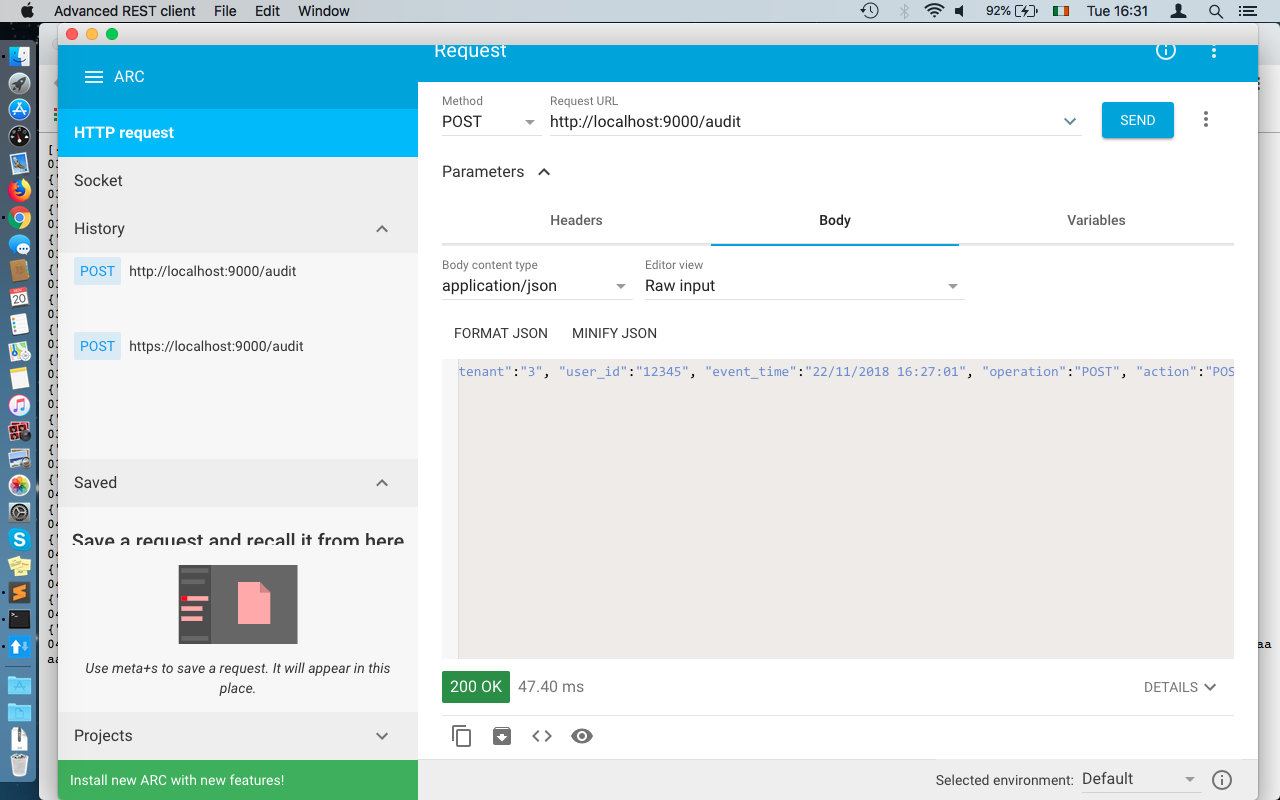 Advanced REST client File Edit Window 92% Tue 16:31
Request
ARC
HTTP request
Socket
History
POST http://localhost:9000/audit
POST https://localhost:9000/audit
Saved
Save a request and recall it from here
Use meta+s to save a request. It will appear in this
place.
Projects
Install new ARC with new features!
Method
POST
Request URL
http://localhost:9000/audit
SEND
Parameters
Headers Body Variables
Body content type
application/json
Editor view
Raw input
FORMAT JSON MINIFY JSON
tenant":"3", "user_id":"12345", "event_time":"22/11/2018 16:27:01", "operation":"POST", "action":"POS
200 OK 47.40 ms DETAILS
Selected environment: Default
NOV
20